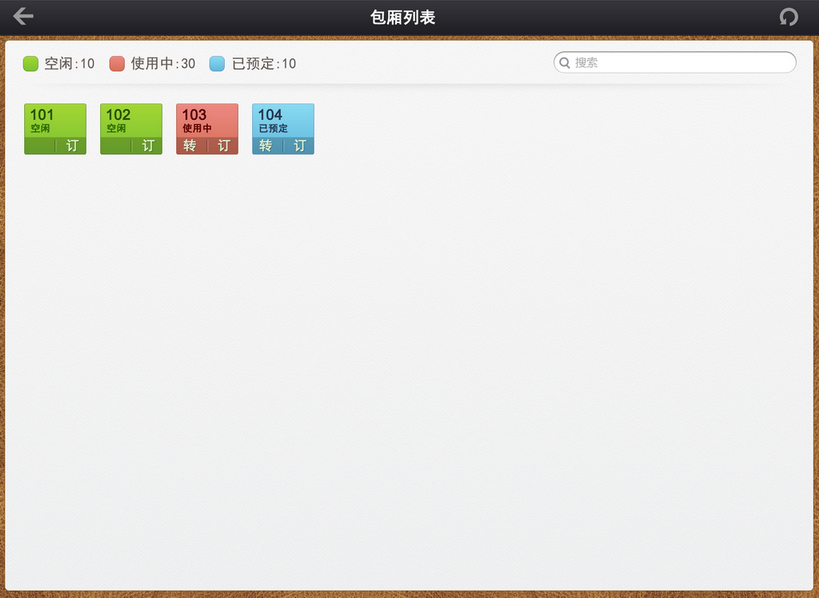 包厢列表
空闲:10 使用中:30 已预定:10 搜索
101 102 103 104
空闲 空闲 使用中 已预定
订 订 转 订 转 订